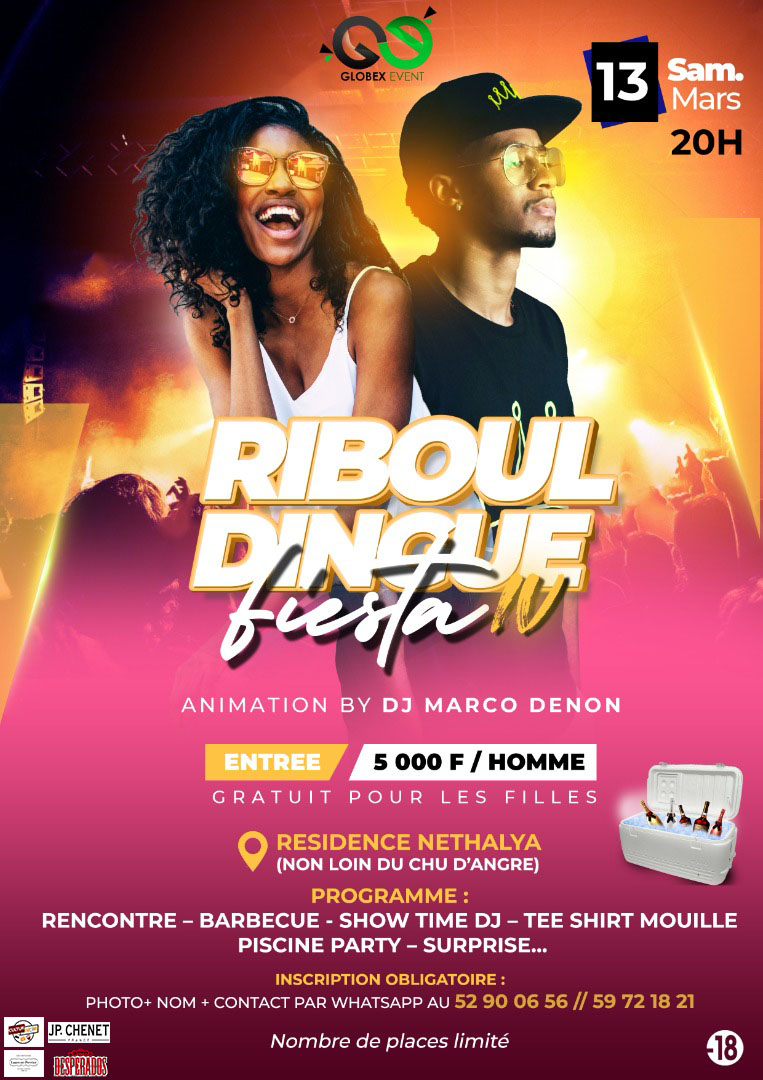 GLOBEX EVENT
13
Sam.
Mars
20H
RIBOUL
DINGUE
fiesta IV
ANIMATION BY DJ MARCO DENON
ENTREE 5 000 F / HOMME
GRATUIT POUR LES FILLES
RESIDENCE NETHALYA
(NON LOIN DU CHU D'ANGRE)
PROGRAMME :
RENCONTRE – BARBECUE - SHOW TIME DJ – TEE SHIRT MOUILLE
PISCINE PARTY – SURPRISE...
INSCRIPTION OBLIGATOIRE :
PHOTO+ NOM + CONTACT PAR WHATSAPP AU 52 90 06 56 // 59 72 18 21
Nombre de places limité
JP. CHENET
FRANCE
DESPERADOS
-18